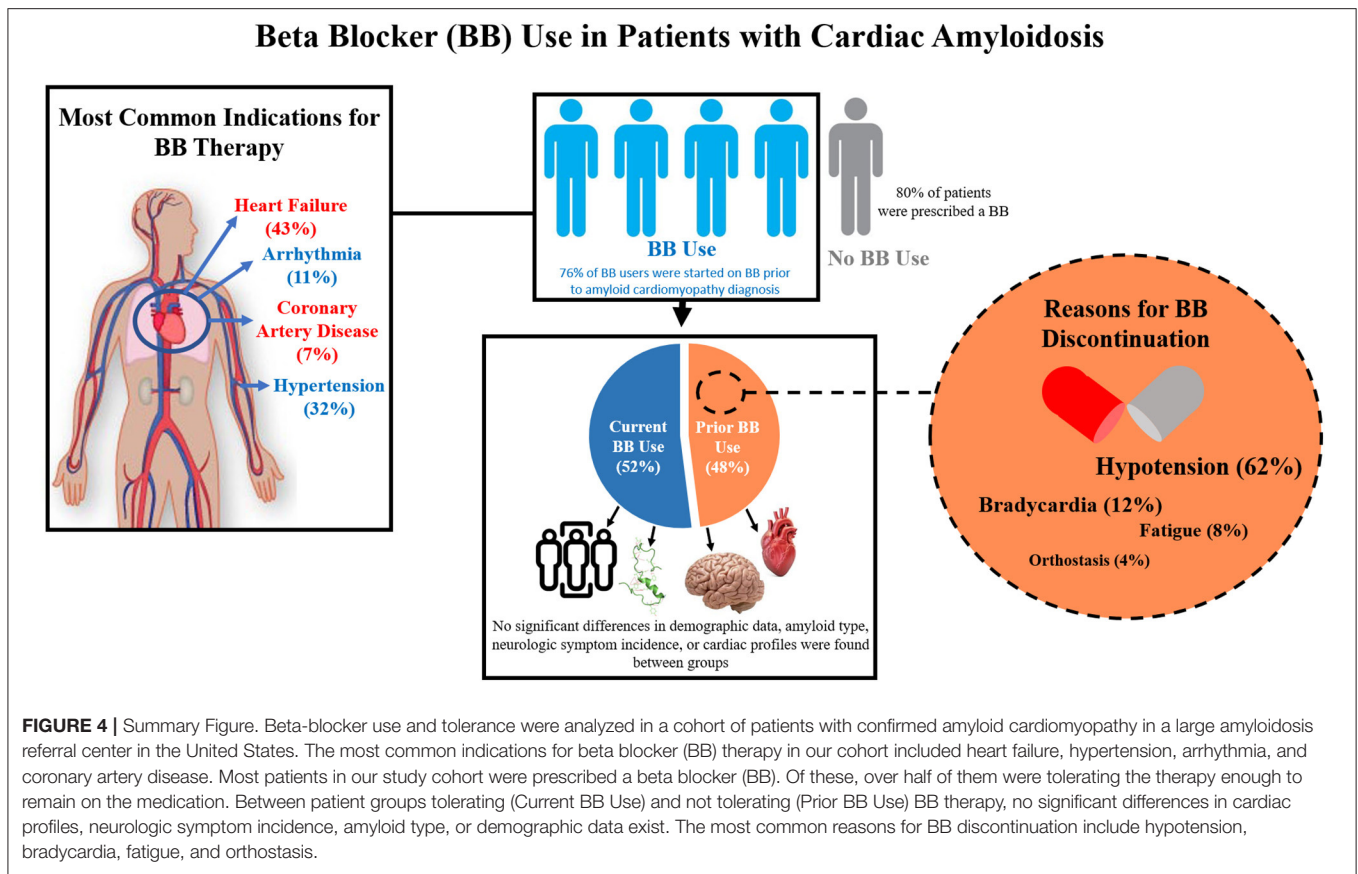 Beta Blocker (BB) Use in Patients with Cardiac Amyloidosis
Most Common Indications for
BB Therapy
Heart Failure
(43%)
Arrhythmia
(11%)
Coronary
Artery Disease
(7%)
Hypertension
(32%)
BB Use
76% of BB users were started on BB prior
to amyloid cardiomyopathy diagnosis
80% of patients
were prescribed a BB
No BB Use
Current
BB Use
(52%)
Prior BB
Use
(48%)
No significant differences in demographic data, amyloid type,
neurologic symptom incidence, or cardiac profiles were found
between groups
Reasons for BB
Discontinuation
Hypotension (62%)
Bradycardia (12%)
Fatigue (8%)
Orthostasis (4%)
FIGURE 4 | Summary Figure. Beta-blocker use and tolerance were analyzed in a cohort of patients with confirmed amyloid cardiomyopathy in a large amyloidosis
referral center in the United States. The most common indications for beta blocker (BB) therapy in our cohort included heart failure, hypertension, arrhythmia, and
coronary artery disease. Most patients in our study cohort were prescribed a beta blocker (BB). Of these, over half of them were tolerating the therapy enough to
remain on the medication. Between patient groups tolerating (Current BB Use) and not tolerating (Prior BB Use) BB therapy, no significant differences in cardiac
profiles, neurologic symptom incidence, amyloid type, or demographic data exist. The most common reasons for BB discontinuation include hypotension,
bradycardia, fatigue, and orthostasis.